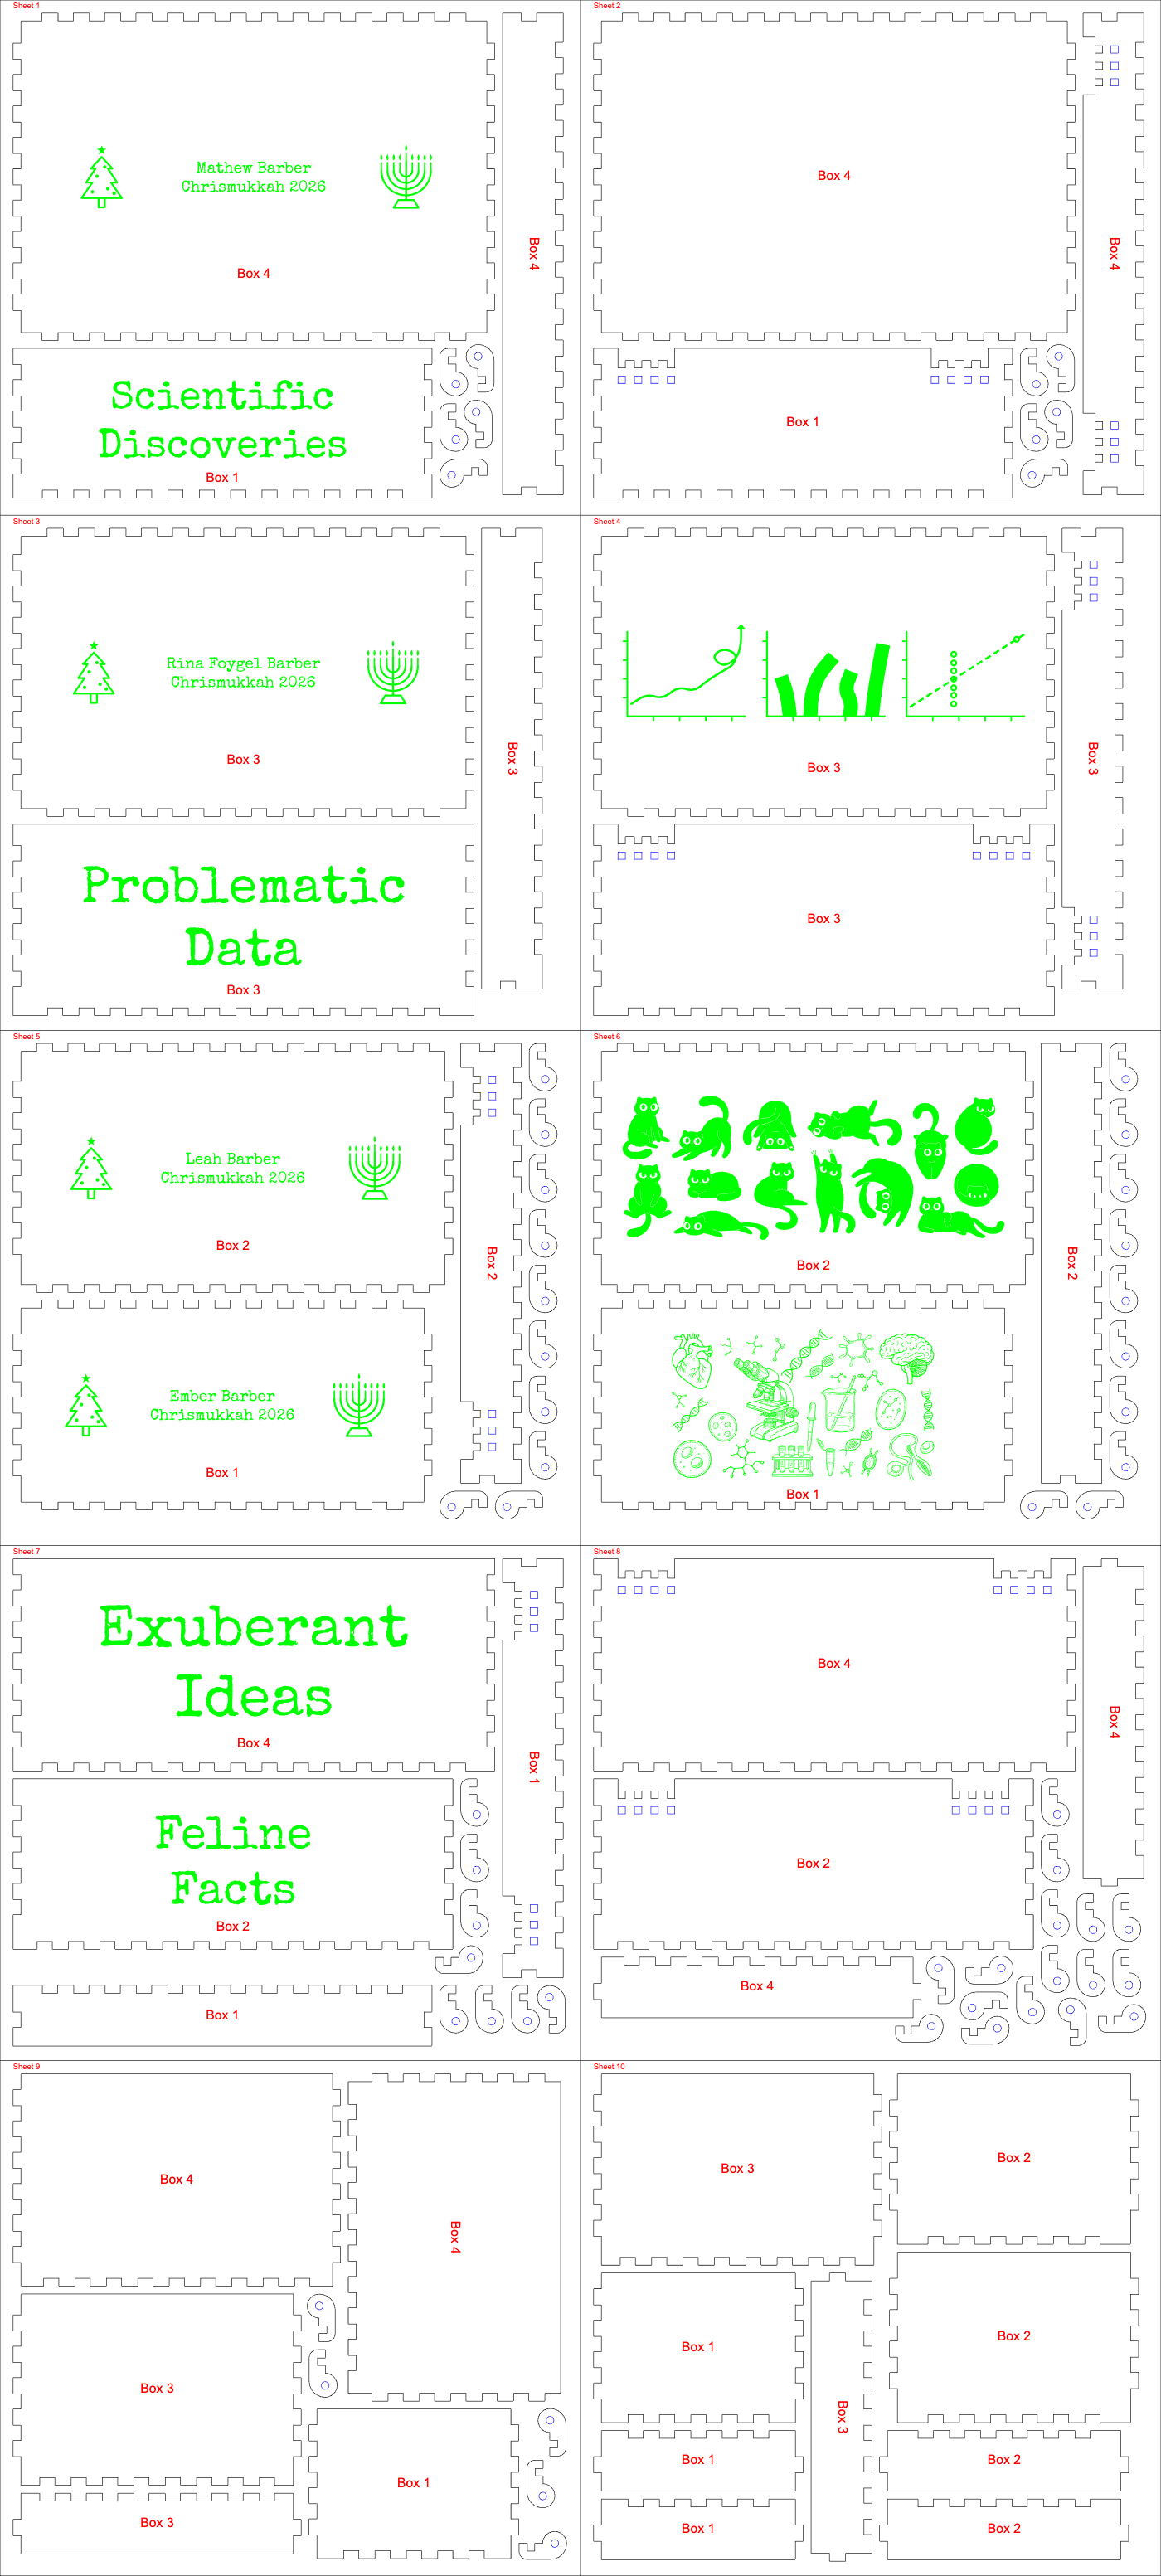 Sheet 1
Mathew Barber
Chrismukkah 2026
Box 4
Box 4
Scientific
Discoveries
Box 1
Sheet 2
Box 4
Box 4
Box 1
Sheet 3
Rina Foygel Barber
Chrismukkah 2026
Box 3
Box 3
Problematic
Data
Box 3
Sheet 4
Box 3
Box 3
Box 3
Sheet 5
Leah Barber
Chrismukkah 2026
Box 2
Box 2
Ember Barber
Chrismukkah 2026
Box 1
Sheet 6
Box 2
Box 2
Box 1
Sheet 7
Exuberant
Ideas
Box 4
Box 1
Feline
Facts
Box 2
Box 1
Sheet 8
Box 4
Box 4
Box 2
Box 4
Sheet 9
Box 4
Box 4
Box 3
Box 1
Box 3
Sheet 10
Box 3
Box 2
Box 1
Box 2
Box 3
Box 1
Box 2
Box 1
Box 2